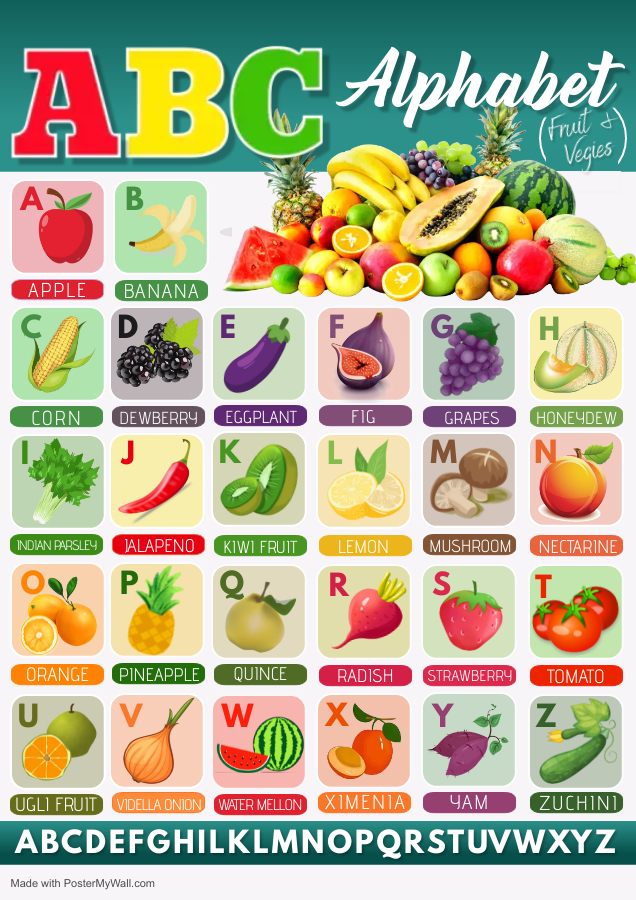 ABC Alphabet
(Fruit &
Vegies)
A B
APPLE BANANA
C D E F G H
CORN DEWBERRY EGGPLANT FIG GRAPES HONEYDEW
I J K L M N
INDIAN PARSLEY JALAPENO KIWI FRUIT LEMON MUSHROOM NECTARINE
O P Q R S T
ORANGE PINEAPPLE QUINCE RADISH STRAWBERRY TOMATO
U V W X Y Z
UGLI FRUIT VIDELLA ONION WATER MELLON XIMENIA YAM ZUCHINI
ABCDEFGHILKLMNOPQRSTUVWXYZ
Made with PosterMyWall.com